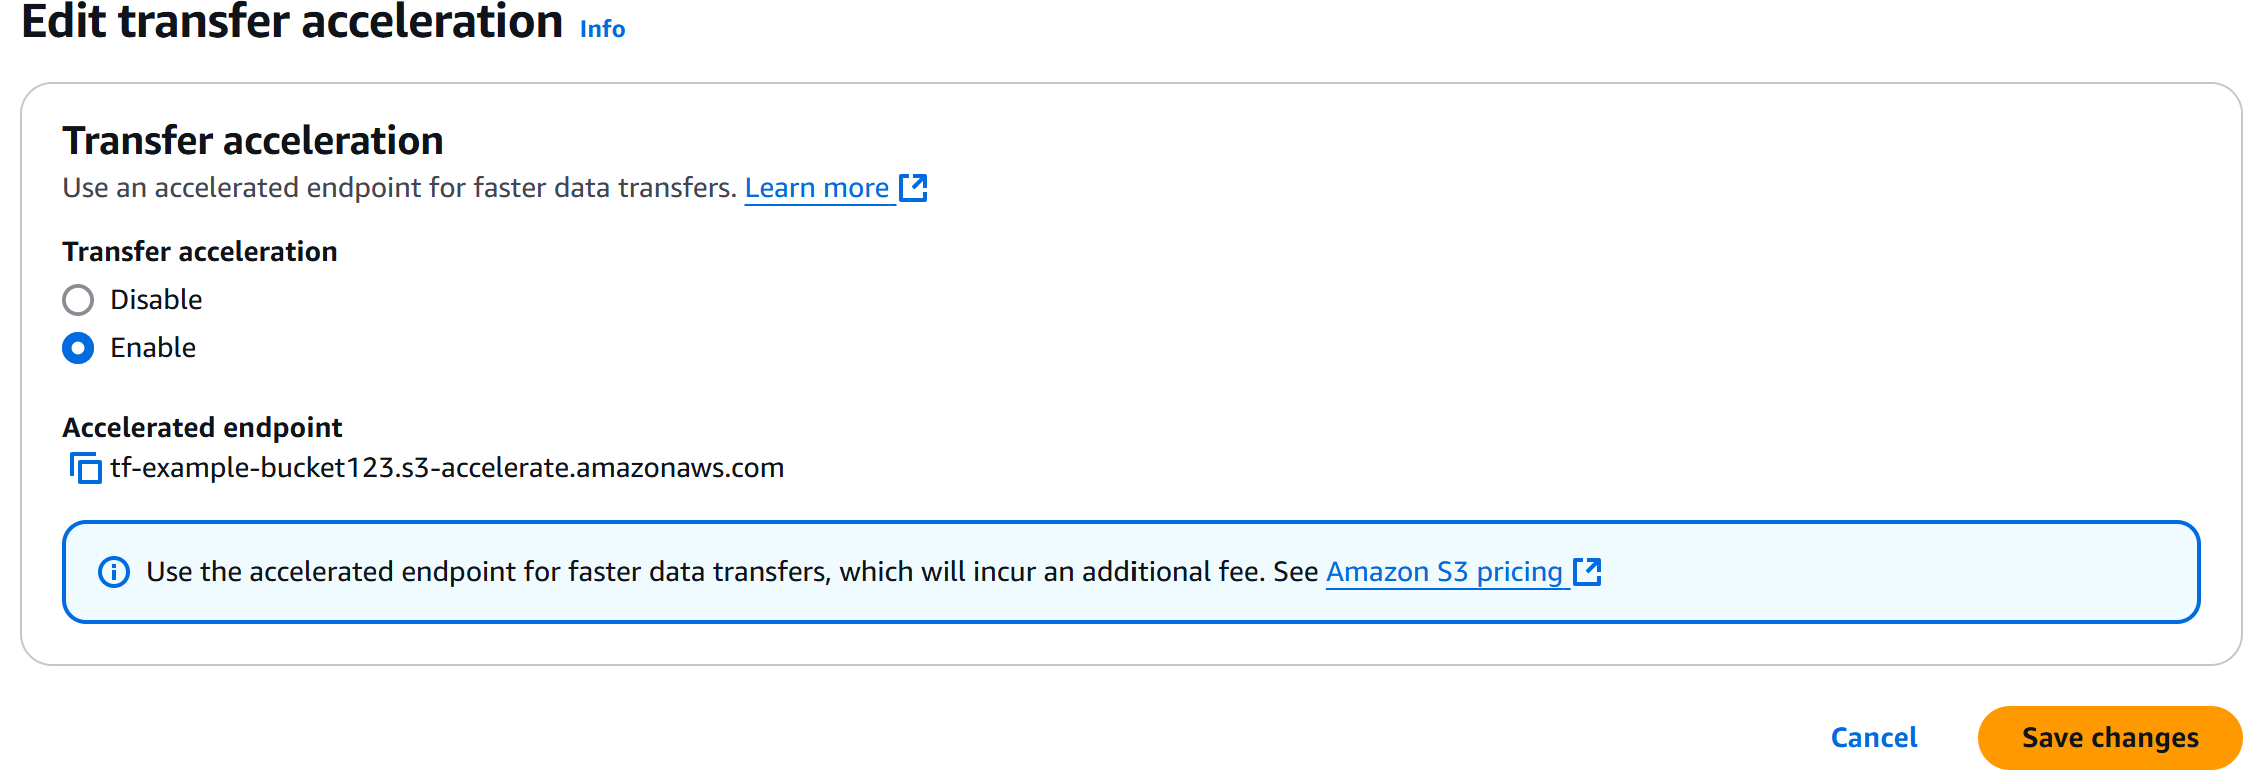 Edit transfer acceleration Info
Transfer acceleration
Use an accelerated endpoint for faster data transfers. Learn more
Transfer acceleration
Disable
Enable
Accelerated endpoint
tf-example-bucket123.s3-accelerate.amazonaws.com
Use the accelerated endpoint for faster data transfers, which will incur an additional fee. See Amazon S3 pricing
Cancel Save changes